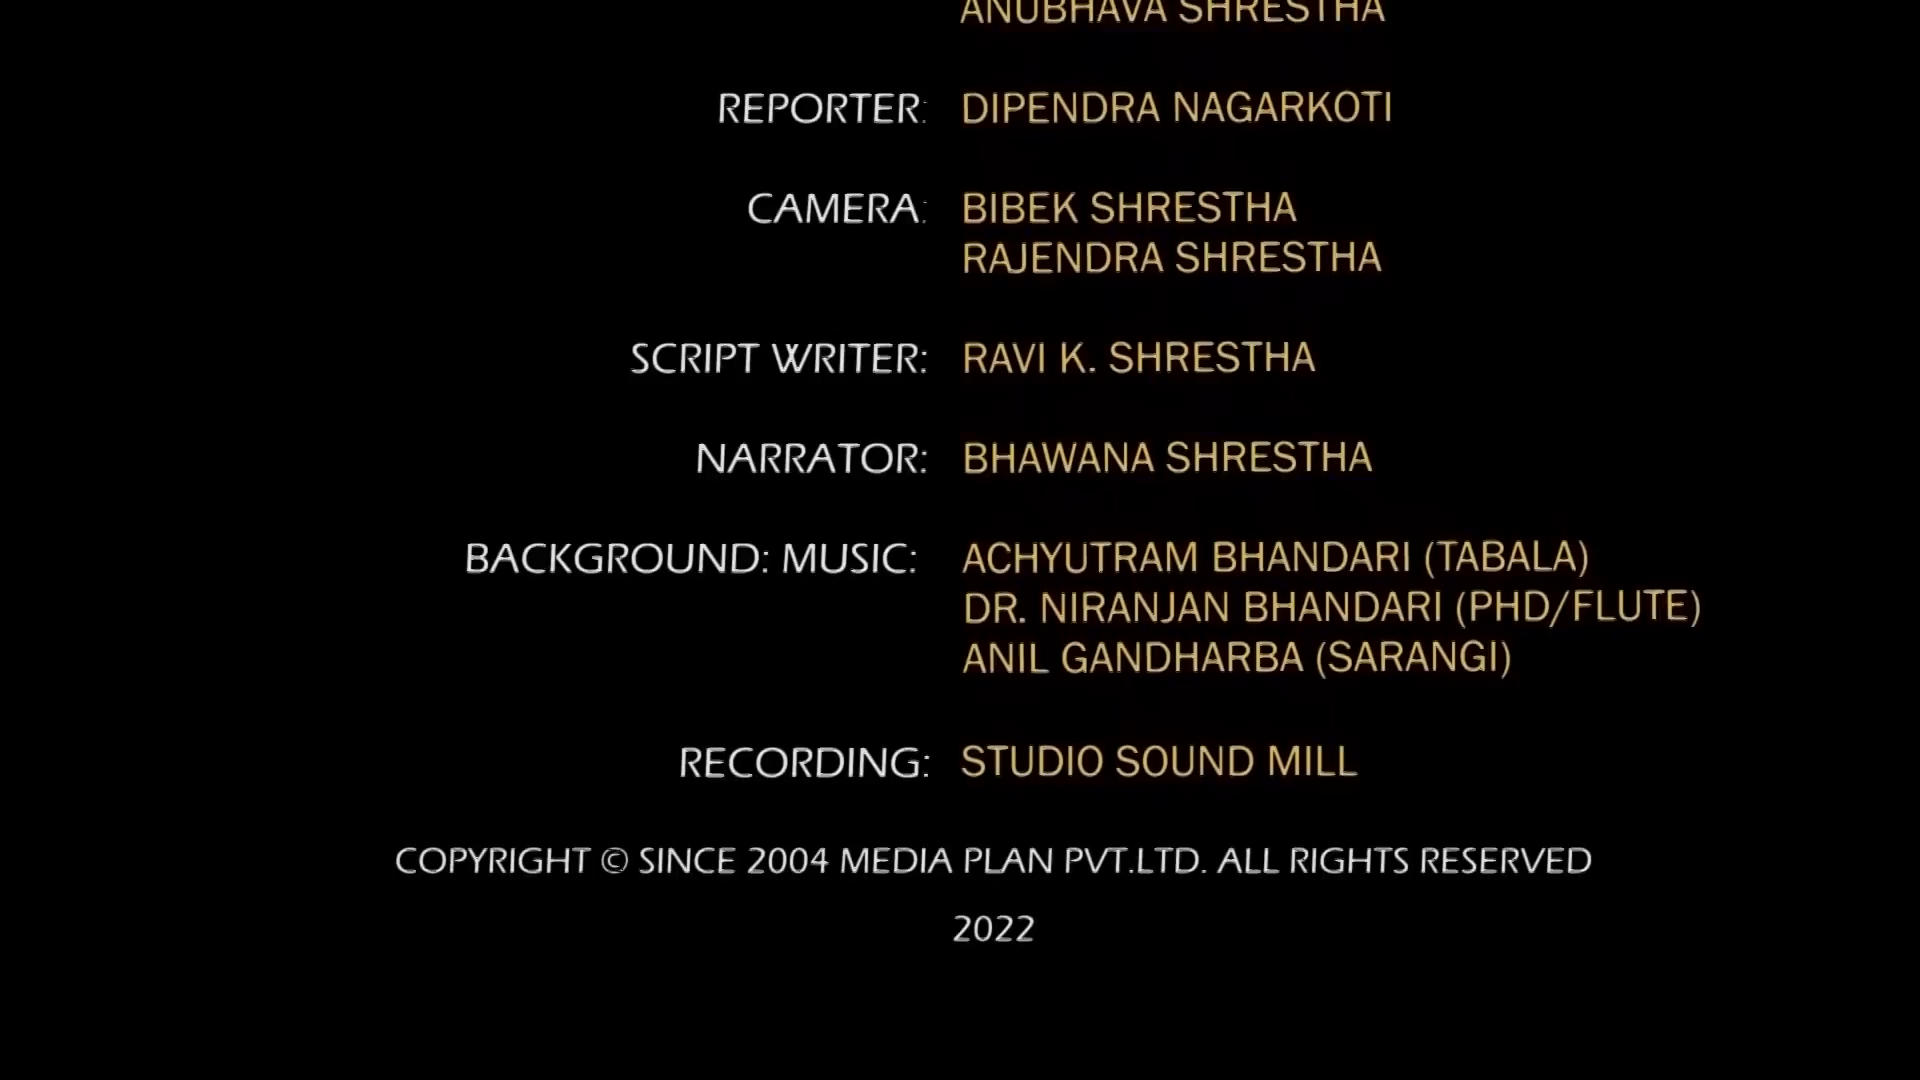 ANUBHAVA SHRESTHA
REPORTER: DIPENDRA NAGARKOTI
CAMERA: BIBEK SHRESTHA
RAJENDRA SHRESTHA
SCRIPT WRITER: RAVI K. SHRESTHA
NARRATOR: BHAWANA SHRESTHA
BACKGROUND: MUSIC: ACHYUTRAM BHANDARI (TABALA)
DR. NIRANJAN BHANDARI (PHD/FLUTE)
ANIL GANDHARBA (SARANGI)
RECORDING: STUDIO SOUND MILL
COPYRIGHT © SINCE 2004 MEDIA PLAN PVT.LTD. ALL RIGHTS RESERVED
2022